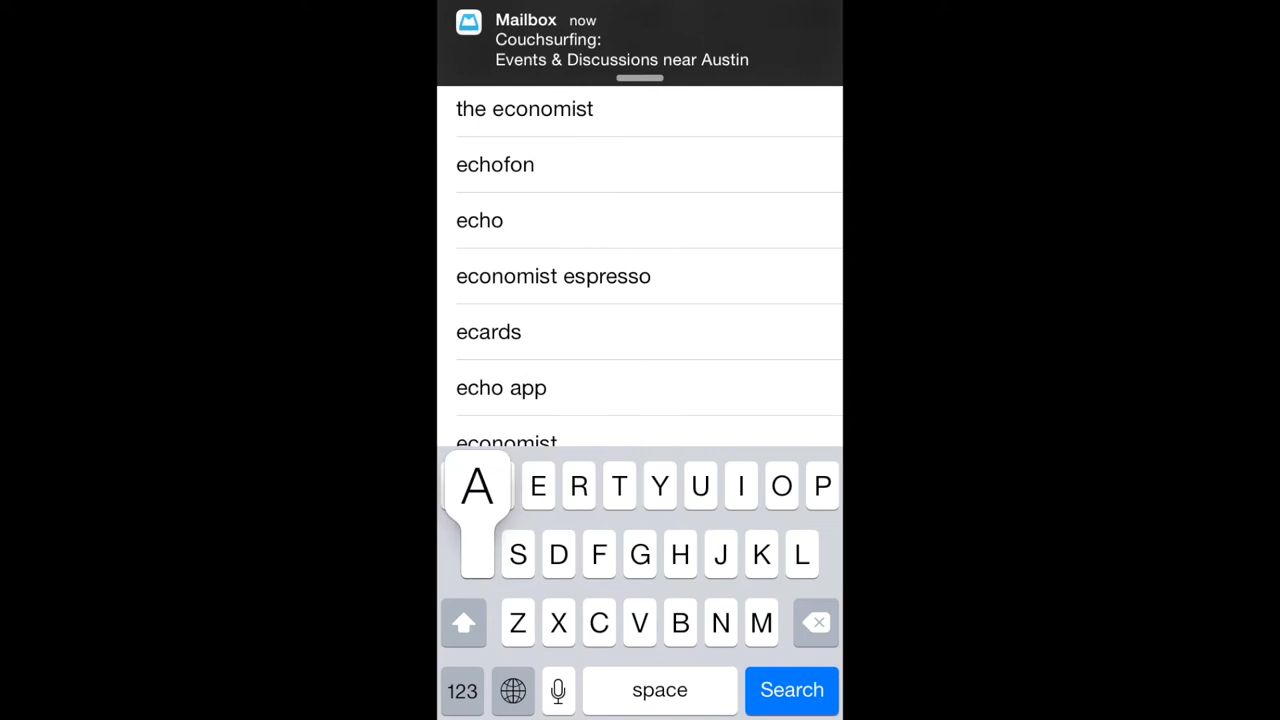 Mailbox now
Couchsurfing:
Events & Discussions near Austin
the economist
echofon
echo
economist espresso
ecards
echo app
economist
A E R T Y U I O P
S D F G H J K L
Z X C V B N M
123 space Search